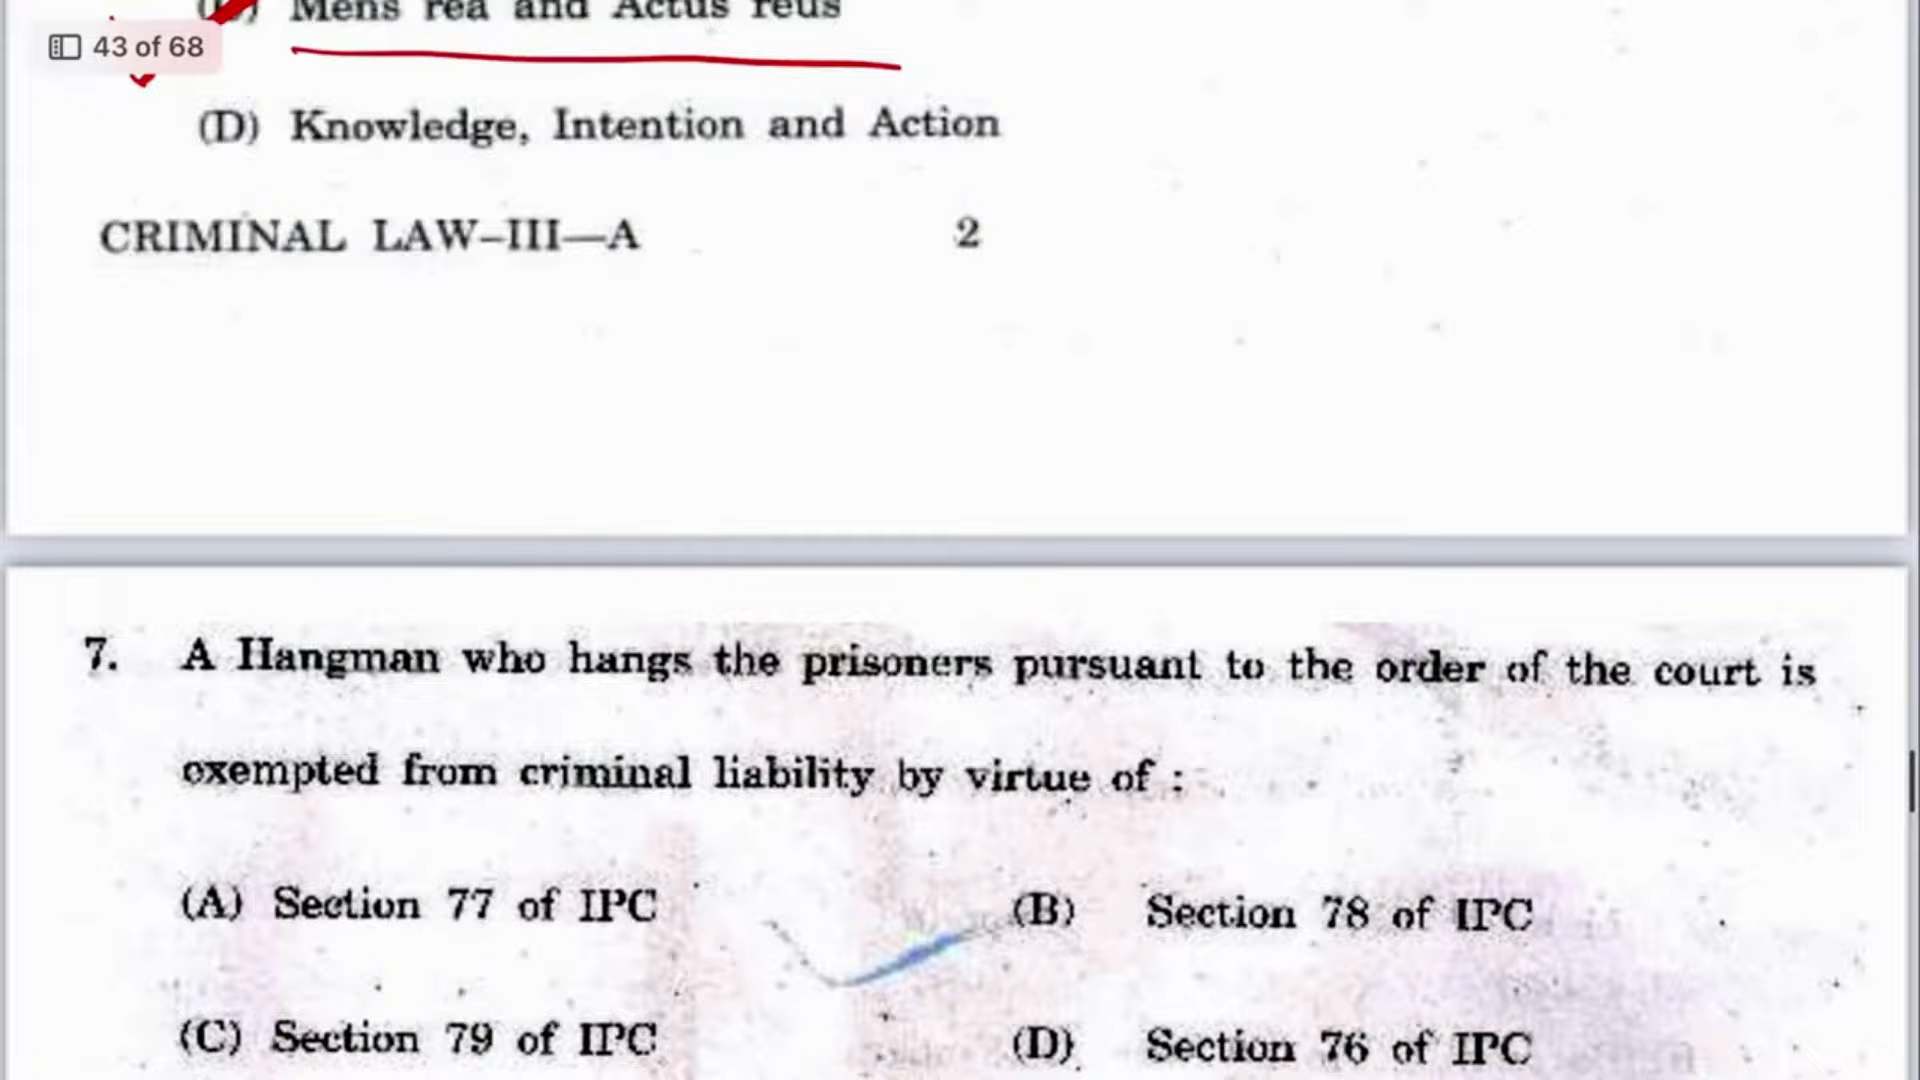 Mens rea and Actus reus
43 of 68
(D) Knowledge, Intention and Action
CRIMINAL LAW–III—A 2
7. A Hangman who hangs the prisoners pursuant to the order of the court is
exempted from criminal liability by virtue of :
(A) Section 77 of IPC (B) Section 78 of IPC
(C) Section 79 of IPC (D) Section 76 of IPC